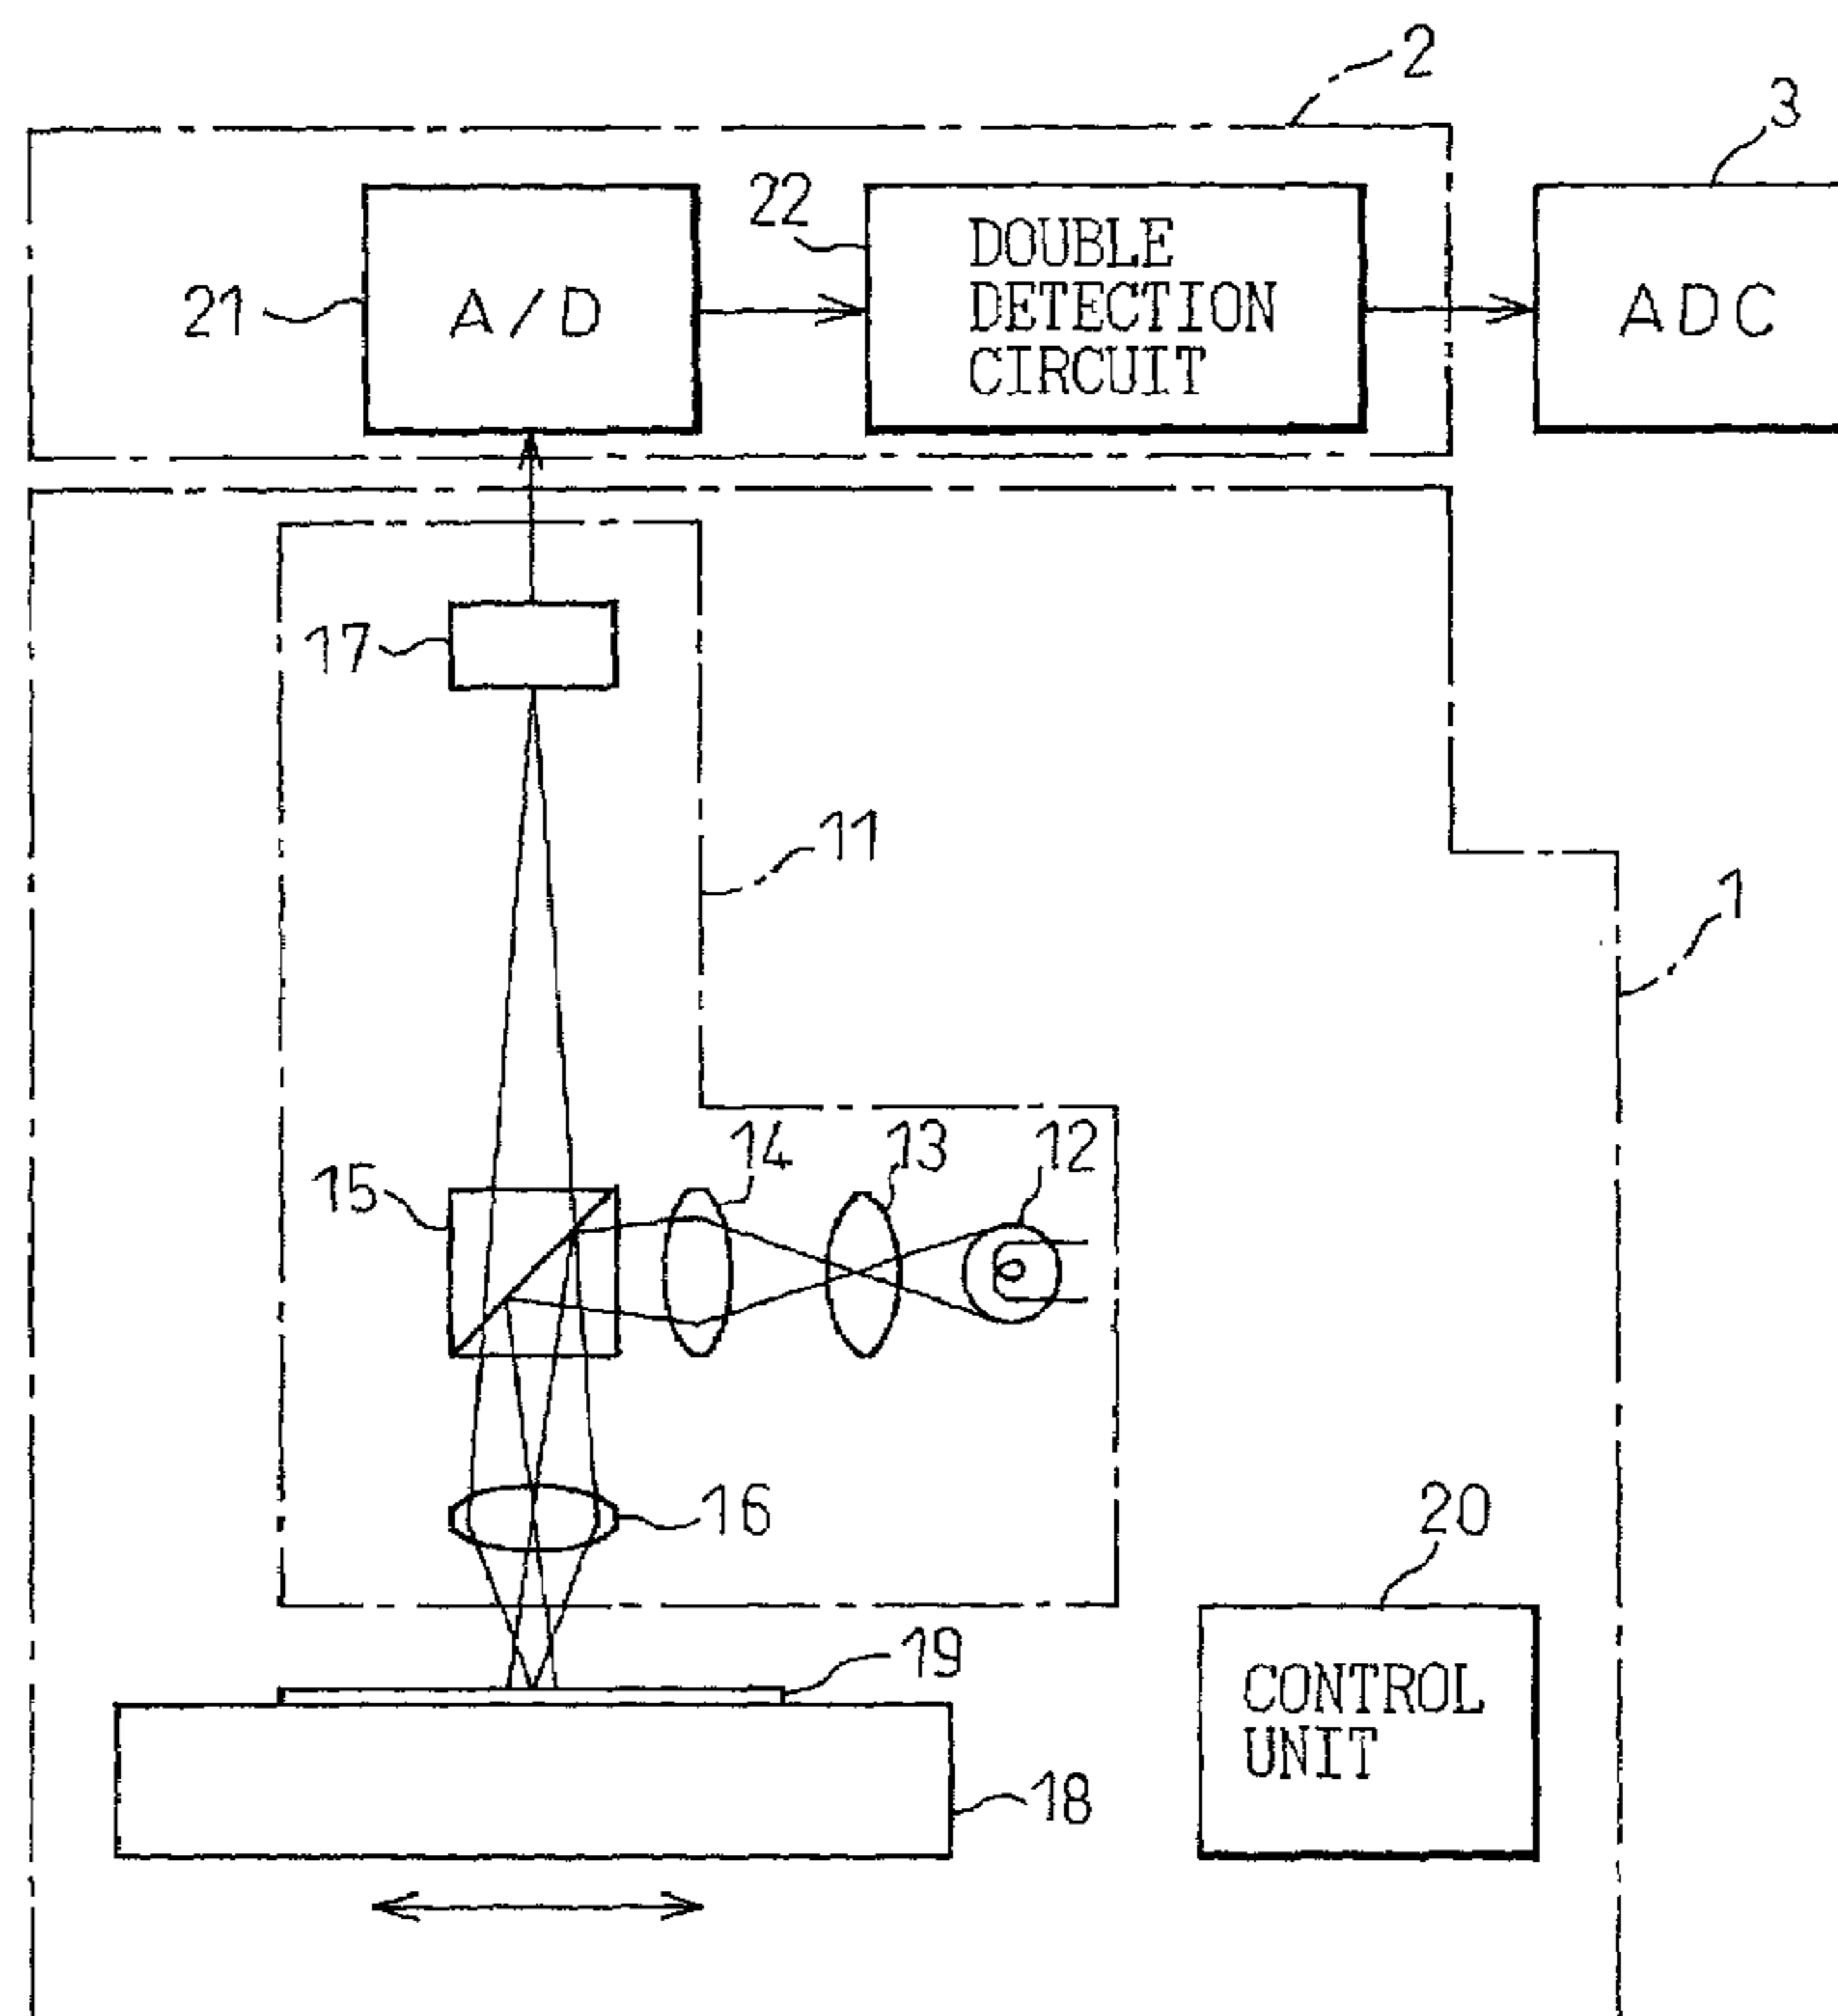 2
3
22
21
A/D
DOUBLE
DETECTION
CIRCUIT
ADC
17
11
1
14
13
12
15
16
20
19
CONTROL
UNIT
18